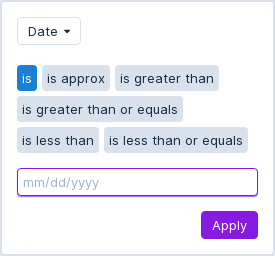 Date
is is approx is greater than
is greater than or equals
is less than is less than or equals
mm/dd/yyyy
Apply